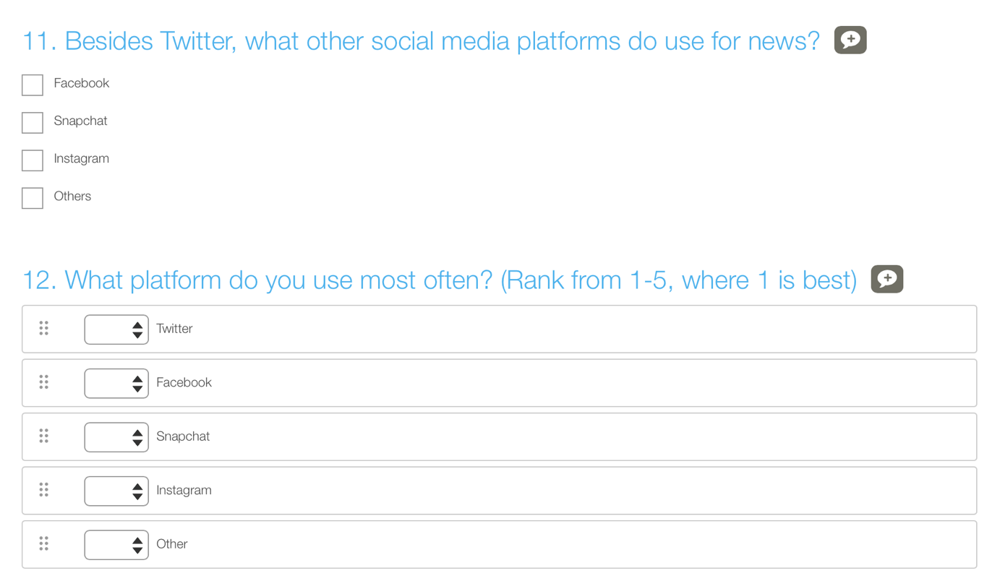 11. Besides Twitter, what other social media platforms do use for news?
Facebook
Snapchat
Instagram
Others
12. What platform do you use most often? (Rank from 1-5, where 1 is best)
Twitter
Facebook
Snapchat
Instagram
Other